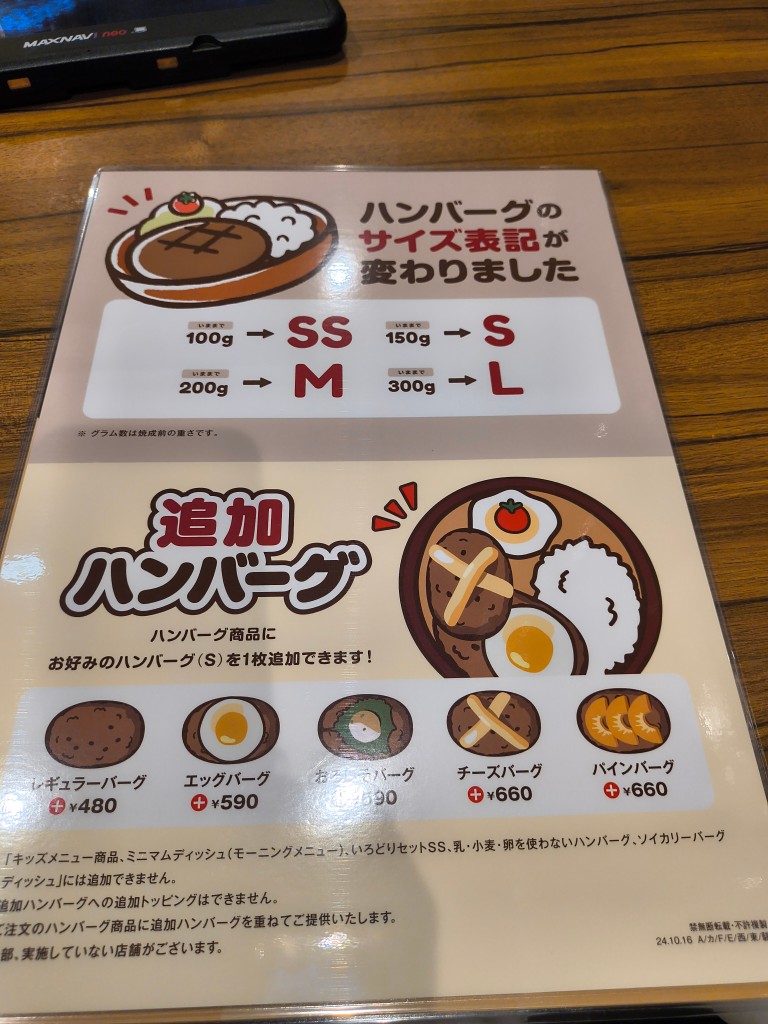 MAXNAVI neo
ハンバーグの
サイズ表記が
変わりました
いままで
100g → SS
いままで
150g → S
いままで
200g → M
いままで
300g → L
※ グラム数は焼成前の重さです。
追加
ハンバーグ
ハンバーグ商品に
お好みのハンバーグ(S)を1枚追加できます!
レギュラーバーグ
¥480
エッグバーグ
¥590
バーグ
590
チーズバーグ
¥660
パインバーグ
¥660
「キッズメニュー商品、ミニマムディッシュ(モーニングメニュー)、いろどりセットSS、乳・小麦・卵を使わないハンバーグ、ソイカリーバーグ
ディッシュ」には追加できません。
追加ハンバーグへの追加トッピングはできません。
ご注文のハンバーグ商品に追加ハンバーグを重ねてご提供いたします。
部、実施していない店舗がございます。
禁無断転載・不許複製
24.10.16 A/カ/F/E/西/東/